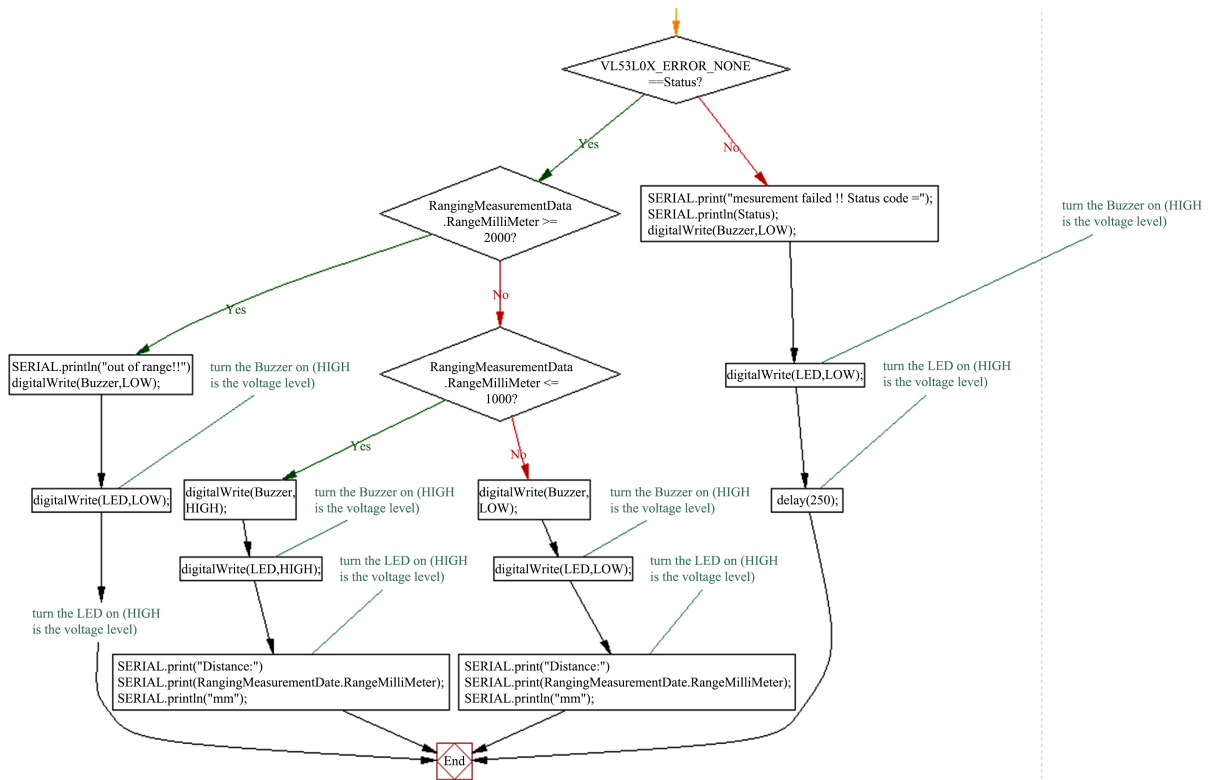 VL53L0X_ERROR_NONE
==Status?
Yes
No
RangingMeasurementData
.RangeMilliMeter >=
2000?
SERIAL.print("mesurement failed !! Status code =");
SERIAL.println(Status);
digitalWrite(Buzzer,LOW);
turn the Buzzer on (HIGH
is the voltage level)
Yes
No
SERIAL.println("out of range!!")
digitalWrite(Buzzer,LOW);
turn the Buzzer on (HIGH
is the voltage level)
RangingMeasurementData
.RangeMilliMeter <=
1000?
digitalWrite(LED,LOW);
turn the LED on (HIGH
is the voltage level)
Yes
No
digitalWrite(LED,LOW);
digitalWrite(Buzzer,
HIGH);
turn the Buzzer on (HIGH
is the voltage level)
digitalWrite(Buzzer,
LOW);
turn the Buzzer on (HIGH
is the voltage level)
delay(250);
digitalWrite(LED,HIGH);
turn the LED on (HIGH
is the voltage level)
digitalWrite(LED,LOW);
turn the LED on (HIGH
is the voltage level)
turn the LED on (HIGH
is the voltage level)
SERIAL.print("Distance:")
SERIAL.print(RangingMeasurementDate.RangeMilliMeter);
SERIAL.println("mm");
SERIAL.print("Distance:")
SERIAL.print(RangingMeasurementDate.RangeMilliMeter);
SERIAL.println("mm");
End